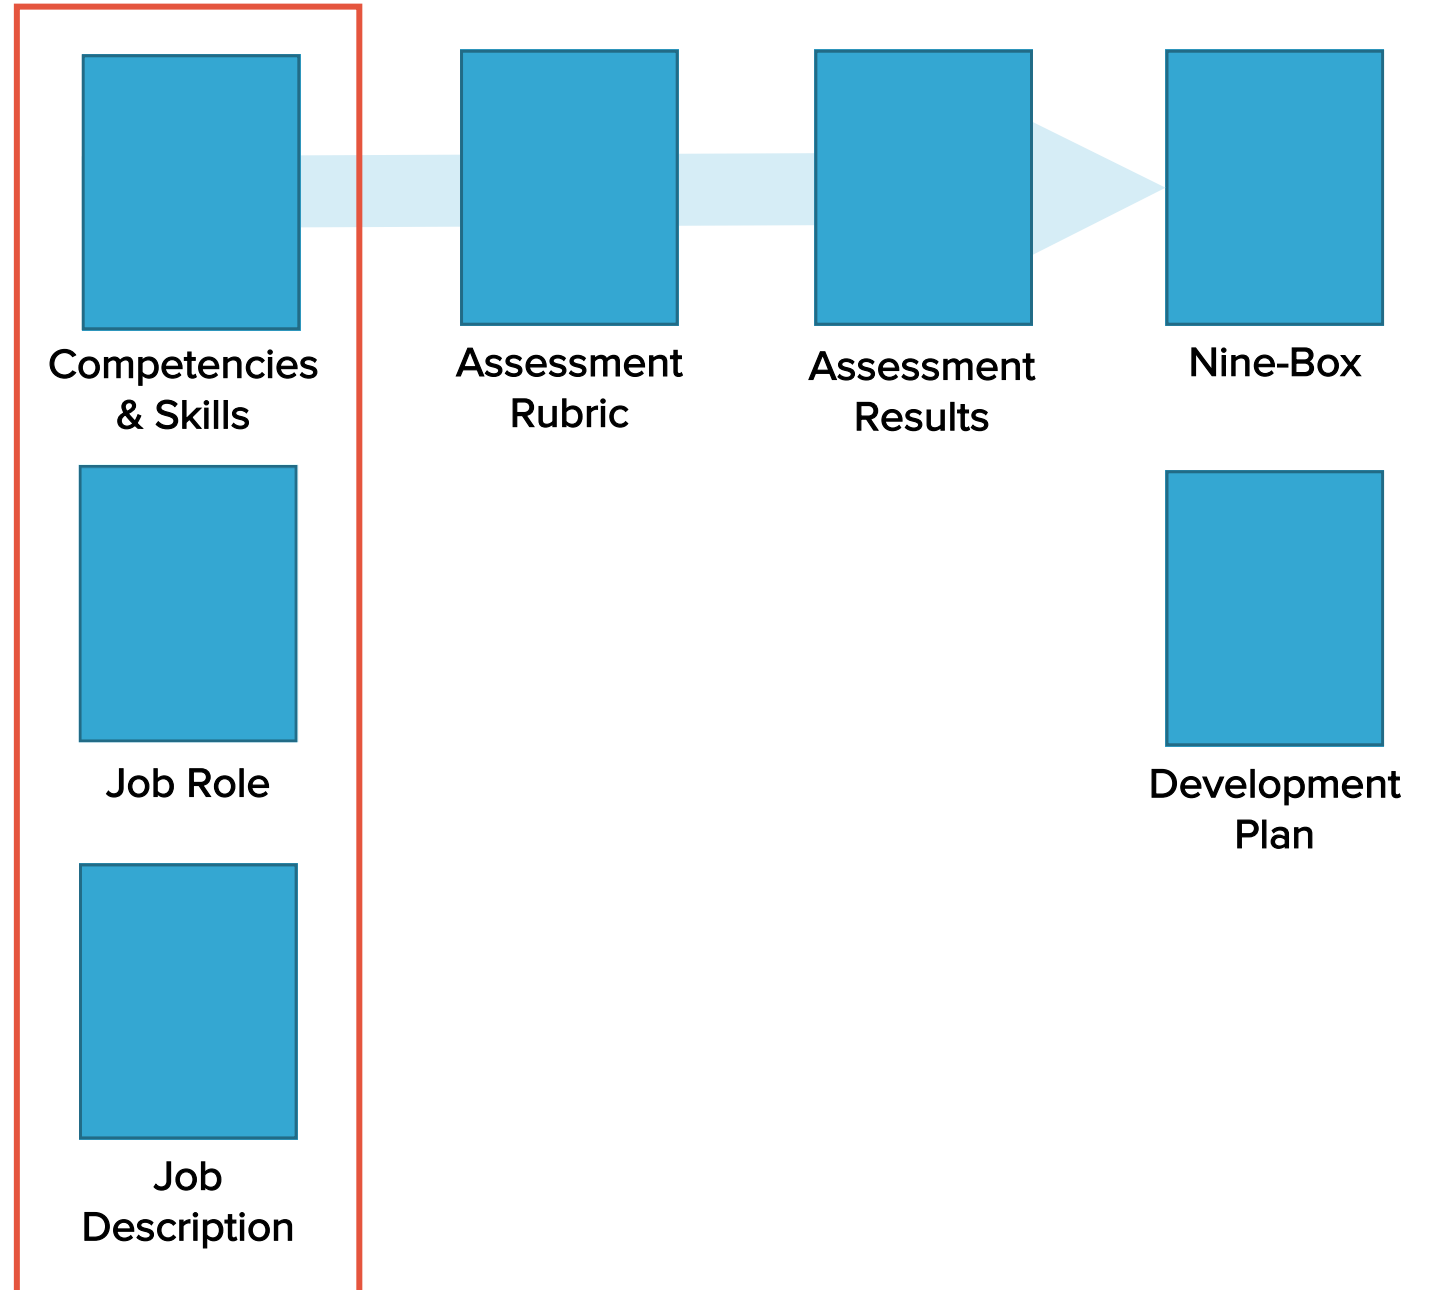 Competencies
& Skills
Assessment
Rubric
Assessment
Results
Nine-Box
Job Role
Development
Plan
Job
Description